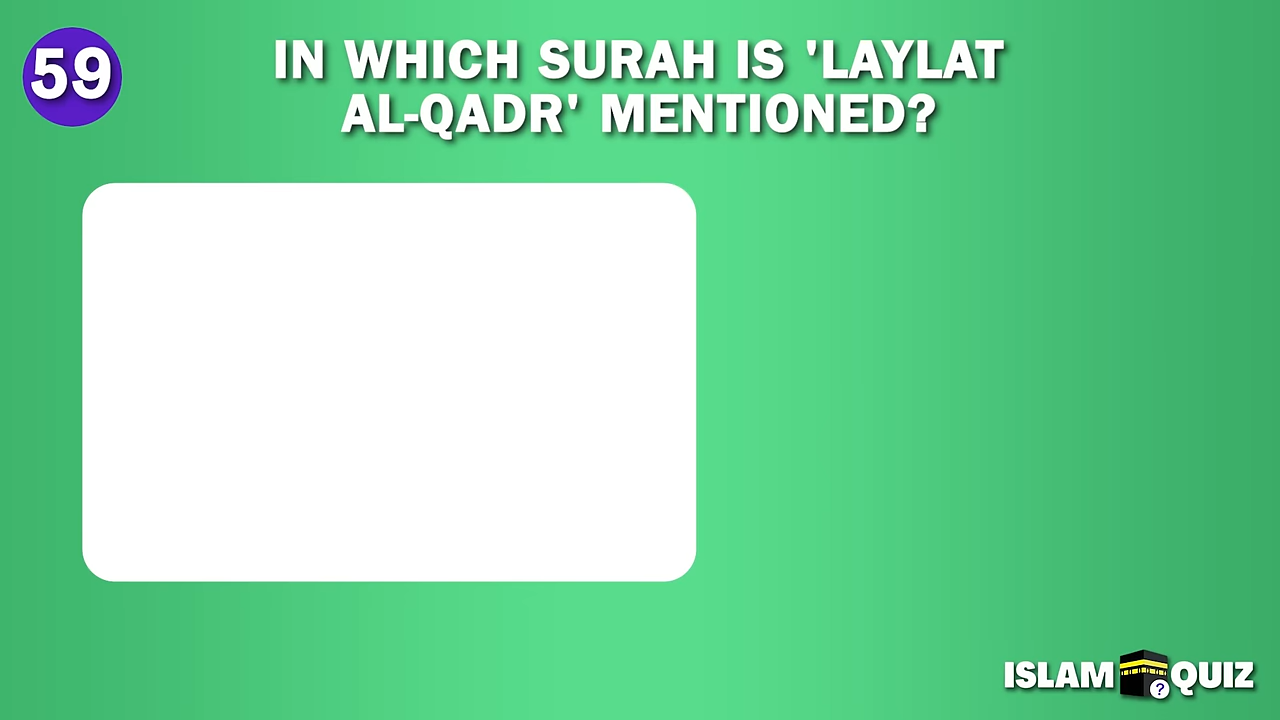 59
IN WHICH SURAH IS 'LAYLAT
AL-QADR' MENTIONED?
ISLAM QUIZ
?